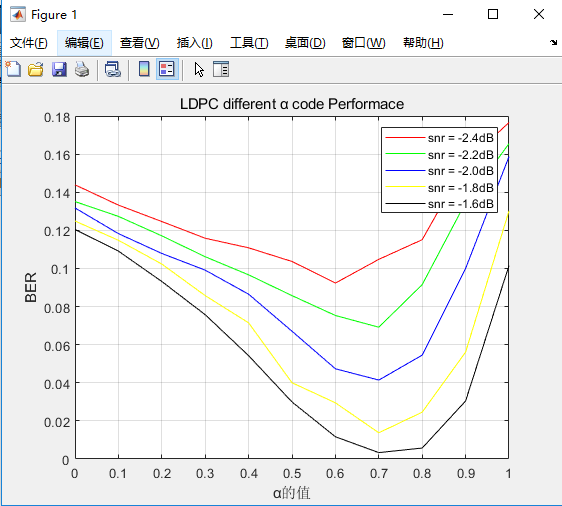 Figure 1
文件(F) 编辑(E) 查看(V) 插入(I) 工具(T) 桌面(D) 窗口(W) 帮助(H)
LDPC different α code Performace
snr = -2.4dB
snr = -2.2dB
snr = -2.0dB
snr = -1.8dB
snr = -1.6dB
BER
0.18
0.16
0.14
0.12
0.1
0.08
0.06
0.04
0.02
0
0 0.1 0.2 0.3 0.4 0.5 0.6 0.7 0.8 0.9 1
α的值